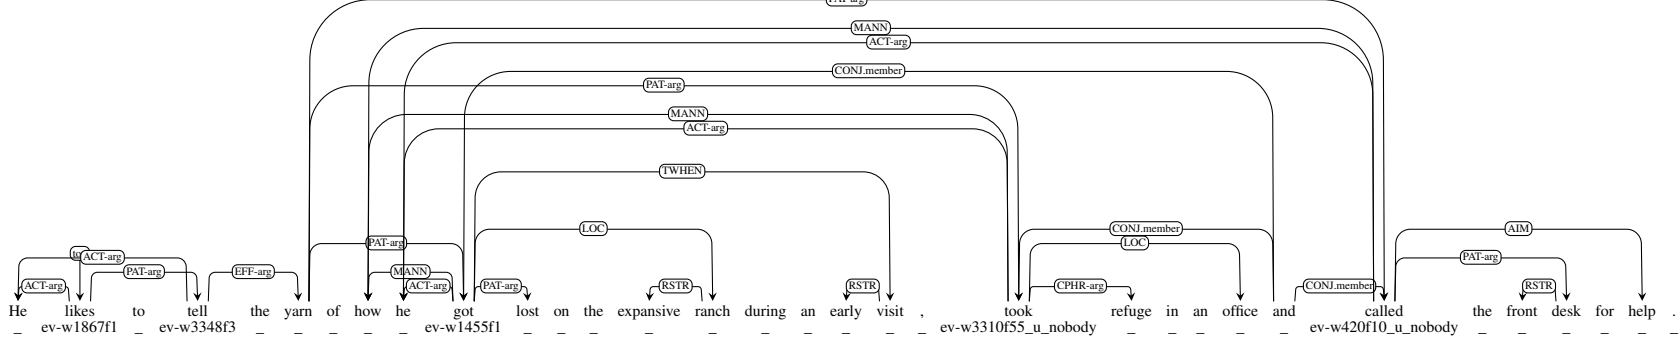 PAT-arg
MANN
ACT-arg
CONJ.member
PAT-arg
MANN
ACT-arg
TWHEN
LOC CONJ.member AIM
PAT-arg LOC
ACT-arg PAT-arg
PAT-arg EFF-arg MANN
ACT-arg ACT-arg PAT-arg RSTR RSTR CPHR-arg CONJ.member RSTR
He likes to tell the yarn of how he got lost on the expansive ranch during an early visit , took refuge in an office and called the front desk for help .
_ ev-w1867f1 _ ev-w3348f3 _ _ _ _ _ ev-w1455f1 _ _ _ _ _ _ _ _ _ _ ev-w3310f55_u_nobody _ _ _ _ _ ev-w420f10_u_nobody _ _ _ _ _ _